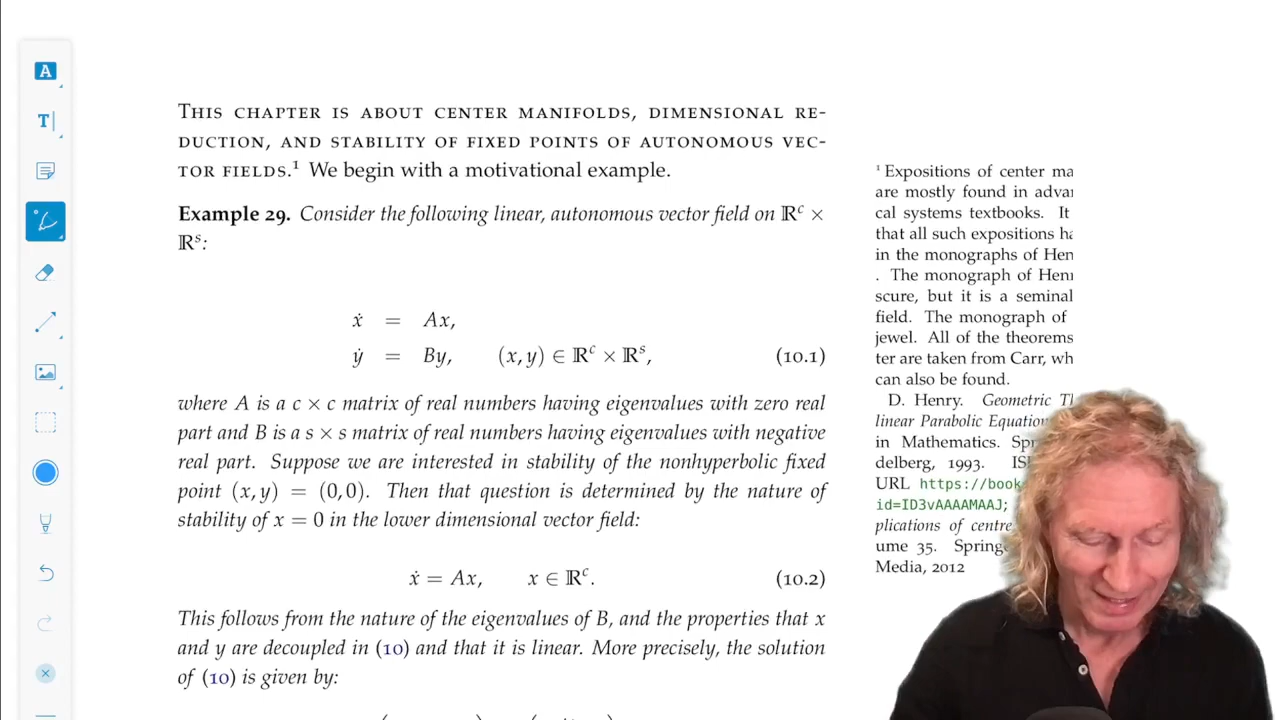 THIS CHAPTER IS ABOUT CENTER MANIFOLDS, DIMENSIONAL RE-
DUCTION, AND STABILITY OF FIXED POINTS OF AUTONOMOUS VEC-
TOR FIELDS.¹ We begin with a motivational example.
Example 29. Consider the following linear, autonomous vector field on ℝᶜ ×
ℝˢ:
ẋ = Ax,
ẏ = By, (x, y) ∈ ℝᶜ × ℝˢ, (10.1)
where A is a c × c matrix of real numbers having eigenvalues with zero real
part and B is a s × s matrix of real numbers having eigenvalues with negative
real part. Suppose we are interested in stability of the nonhyperbolic fixed
point (x, y) = (0, 0). Then that question is determined by the nature of
stability of x = 0 in the lower dimensional vector field:
ẋ = Ax, x ∈ ℝᶜ. (10.2)
This follows from the nature of the eigenvalues of B, and the properties that x
and y are decoupled in (10) and that it is linear. More precisely, the solution
of (10) is given by:
¹ Expositions of center ma
are mostly found in advan
cal systems textbooks. It
that all such expositions ha
in the monographs of Hen
. The monograph of Henr
scure, but it is a seminal
field. The monograph of
jewel. All of the theorems
ter are taken from Carr, wh
can also be found.
D. Henry. Geometric Th
linear Parabolic Equation
in Mathematics. Spr
delberg, 1993. IS
URL https://book
id=ID3vAAAAMAAJ;
plications of centre
ume 35. Springe
Media, 2012
A
T